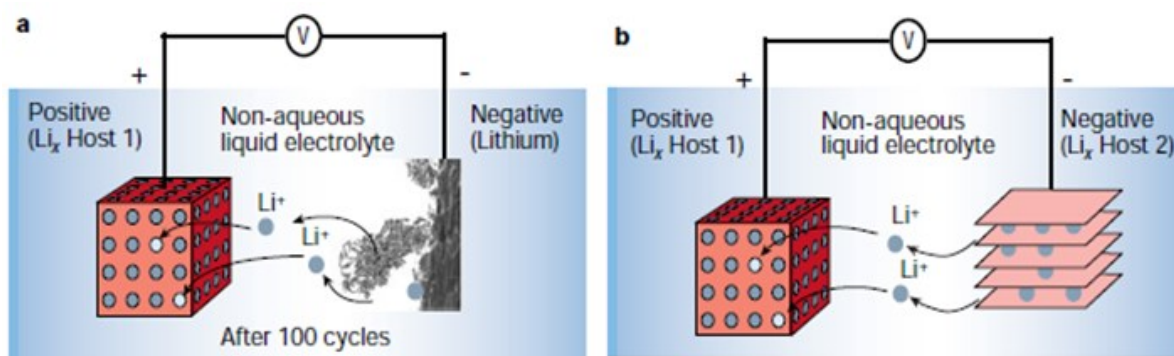 a
V
+
-
Positive
(Liₓ Host 1)
Non-aqueous
liquid electrolyte
Negative
(Lithium)
Li⁺
Li⁺
After 100 cycles
b
V
+
-
Positive
(Liₓ Host 1)
Non-aqueous
liquid electrolyte
Negative
(Liₓ Host 2)
Li⁺
Li⁺